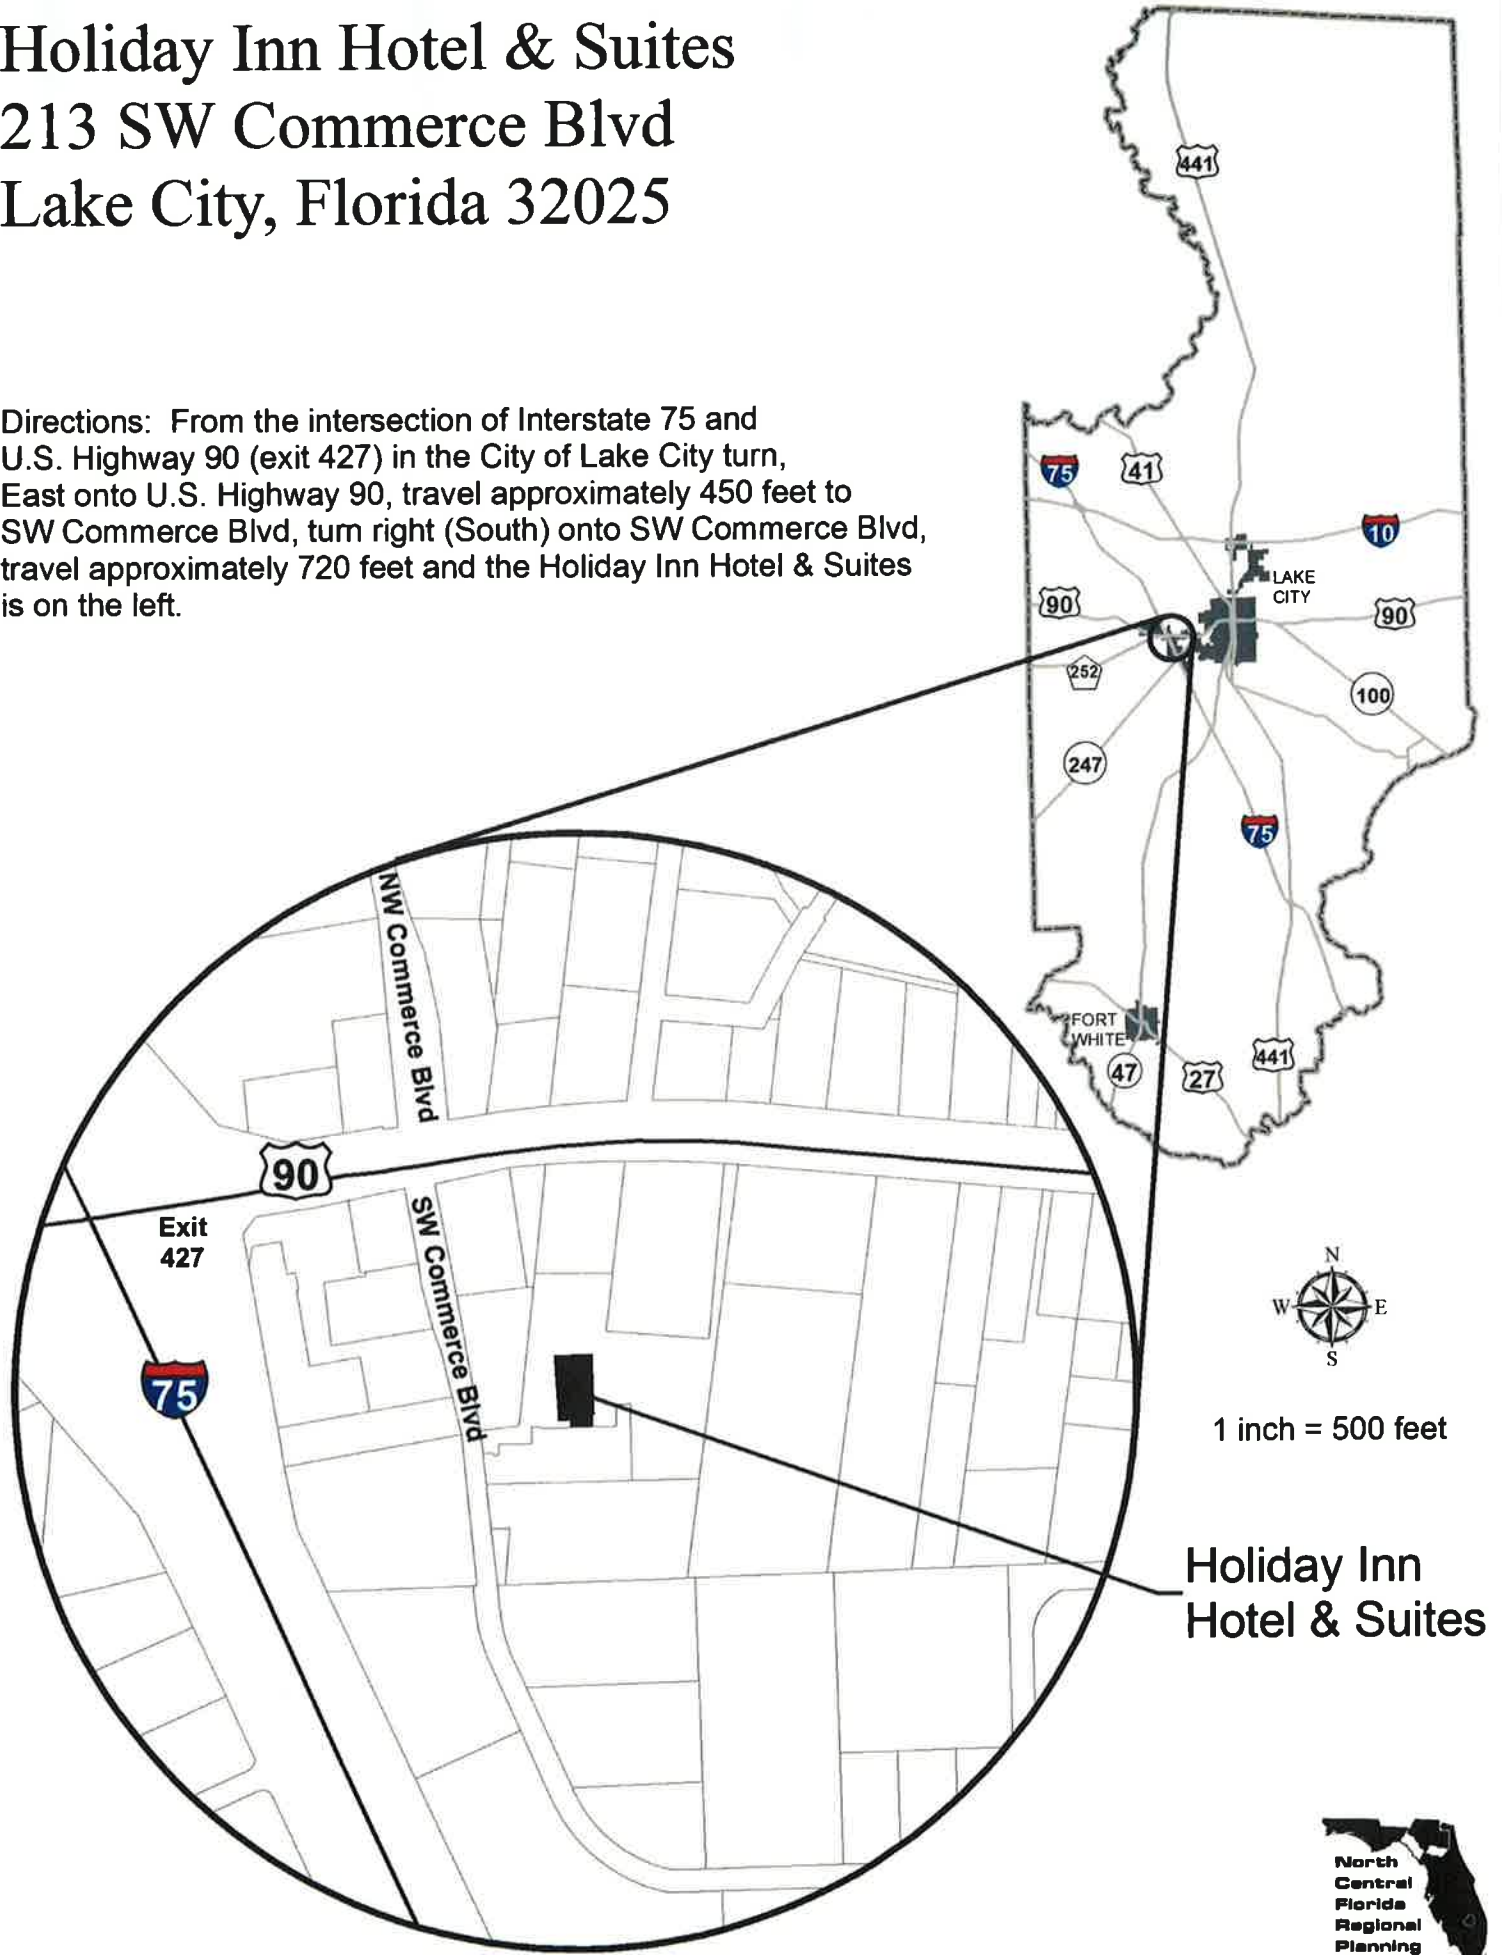 Holiday Inn Hotel & Suites
213 SW Commerce Blvd
Lake City, Florida 32025
Directions: From the intersection of Interstate 75 and
U.S. Highway 90 (exit 427) in the City of Lake City turn,
East onto U.S. Highway 90, travel approximately 450 feet to
SW Commerce Blvd, turn right (South) onto SW Commerce Blvd,
travel approximately 720 feet and the Holiday Inn Hotel & Suites
is on the left.
441
75
41
10
LAKE
CITY
90
90
252
100
247
75
FORT
WHITE
47
27
441
NW Commerce Blvd
90
Exit
427
SW Commerce Blvd
75
N
W
E
S
1 inch = 500 feet
Holiday Inn
Hotel & Suites
North
Central
Florida
Regional
Planning